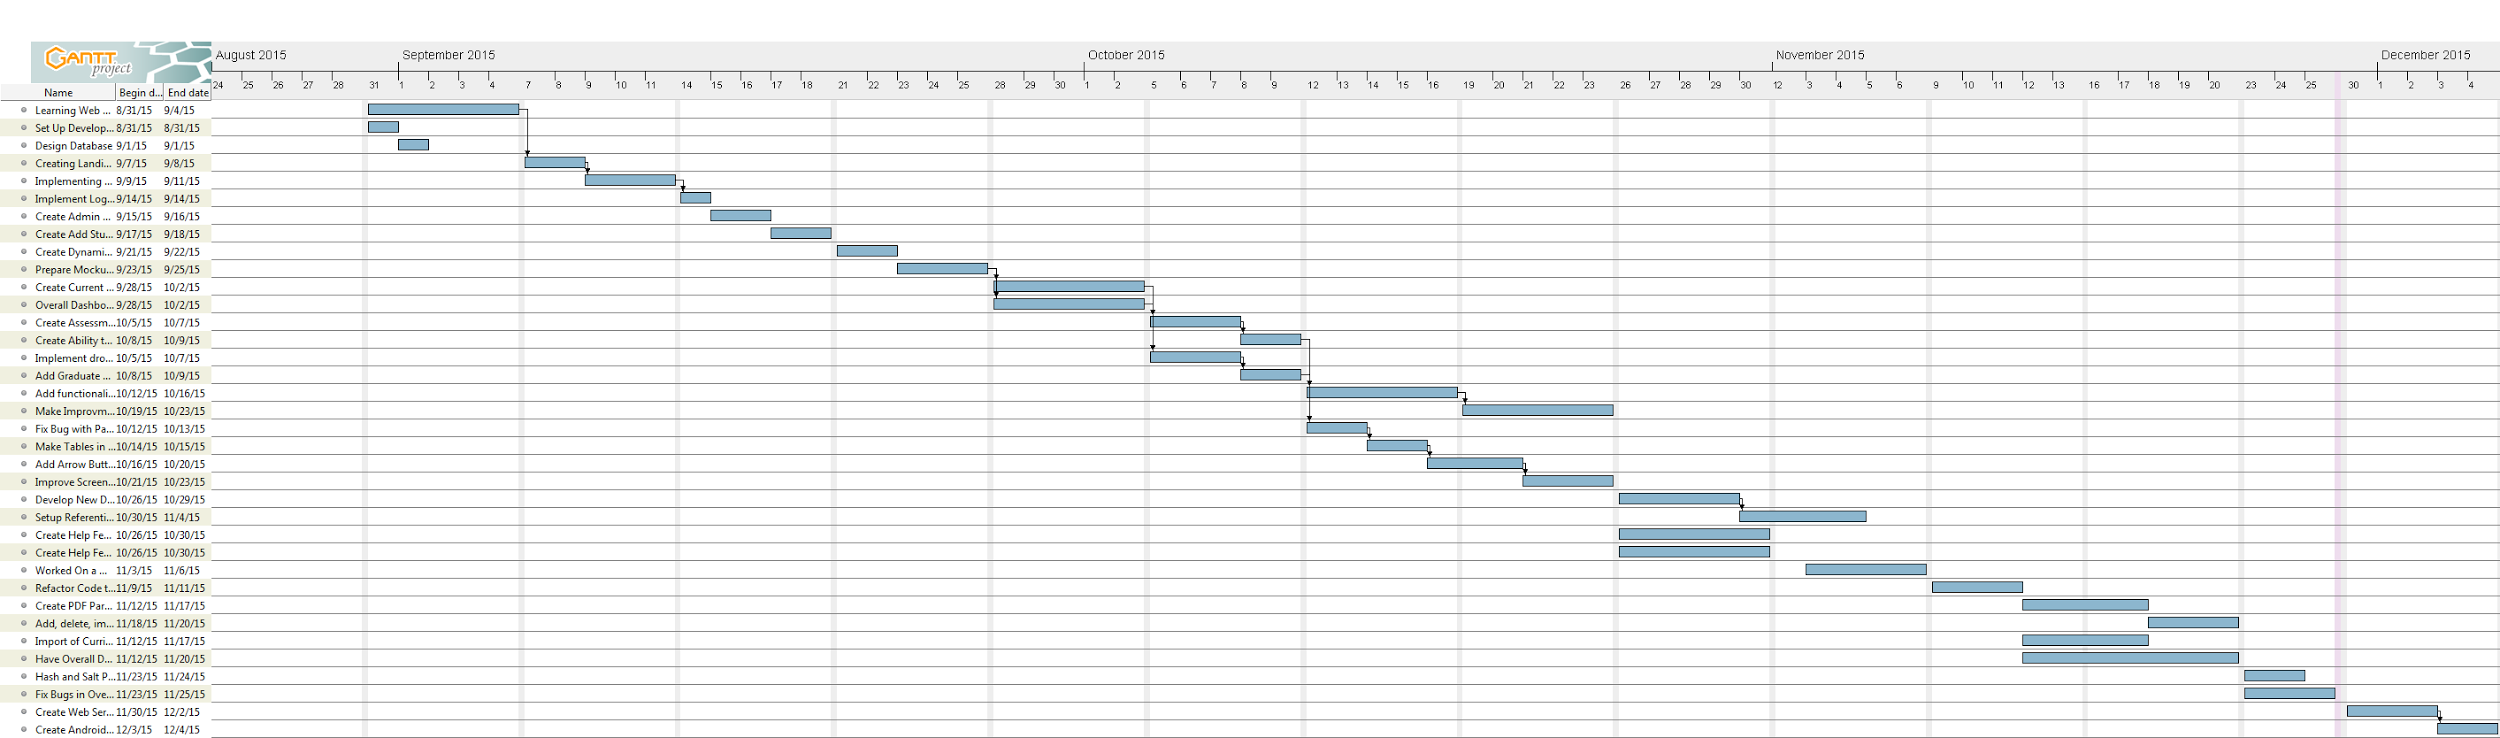 GANTT project
August 2015 September 2015 October 2015 November 2015 December 2015
Name Begin d... End date 24 25 26 27 28 31 1 2 3 4 7 8 9 10 11 14 15 16 17 18 21 22 23 24 25 28 29 30 1 2 5 6 7 8 9 12 13 14 15 16 19 20 21 22 23 26 27 28 29 30 12 3 4 5 6 9 10 11 12 13 16 17 18 19 20 23 24 25 30 1 2 3 4
Learning Web ... 8/31/15 9/4/15
Set Up Develop... 8/31/15 8/31/15
Design Database 9/1/15 9/1/15
Creating Landi... 9/7/15 9/8/15
Implementing ... 9/9/15 9/11/15
Implement Log... 9/14/15 9/14/15
Create Admin ... 9/15/15 9/16/15
Create Add Stu... 9/17/15 9/18/15
Create Dynami... 9/21/15 9/22/15
Prepare Mocku... 9/23/15 9/25/15
Create Current ... 9/28/15 10/2/15
Overall Dashbo... 9/28/15 10/2/15
Create Assessm... 10/5/15 10/7/15
Create Ability t... 10/8/15 10/9/15
Implement dro... 10/5/15 10/7/15
Add Graduate ... 10/8/15 10/9/15
Add functionali... 10/12/15 10/16/15
Make Improvm... 10/19/15 10/23/15
Fix Bug with Pa... 10/12/15 10/13/15
Make Tables in ... 10/14/15 10/15/15
Add Arrow Butt... 10/16/15 10/20/15
Improve Screen... 10/21/15 10/23/15
Develop New D... 10/26/15 10/29/15
Setup Referenti... 10/30/15 11/4/15
Create Help Fe... 10/26/15 10/30/15
Create Help Fe... 10/26/15 10/30/15
Worked On a ... 11/3/15 11/6/15
Refactor Code t... 11/9/15 11/11/15
Create PDF Par... 11/12/15 11/17/15
Add, delete, im... 11/18/15 11/20/15
Import of Curri... 11/12/15 11/17/15
Have Overall D... 11/12/15 11/20/15
Hash and Salt P... 11/23/15 11/24/15
Fix Bugs in Ove... 11/23/15 11/25/15
Create Web Ser... 11/30/15 12/2/15
Create Android... 12/3/15 12/4/15